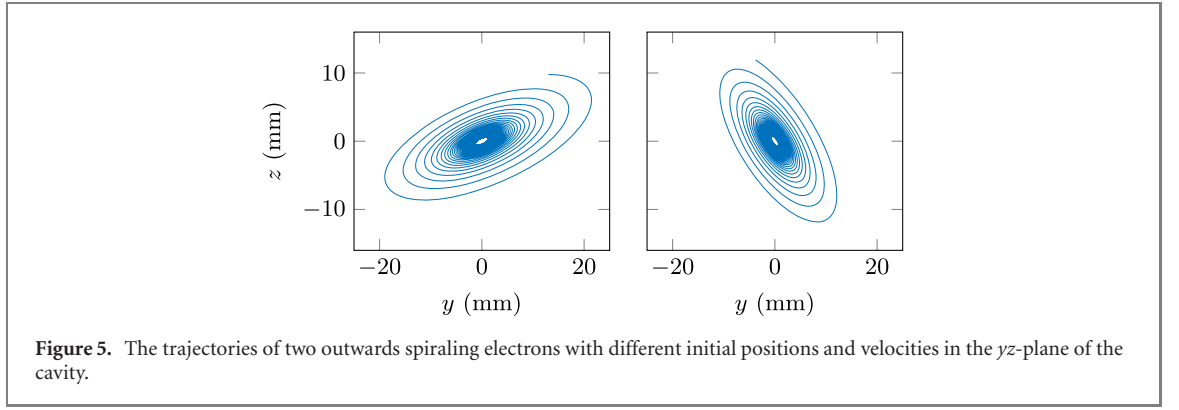 10
0
−10
z (mm)
−20 0 20
−20 0 20
y (mm)
y (mm)
Figure 5. The trajectories of two outwards spiraling electrons with different initial positions and velocities in the yz-plane of the
cavity.